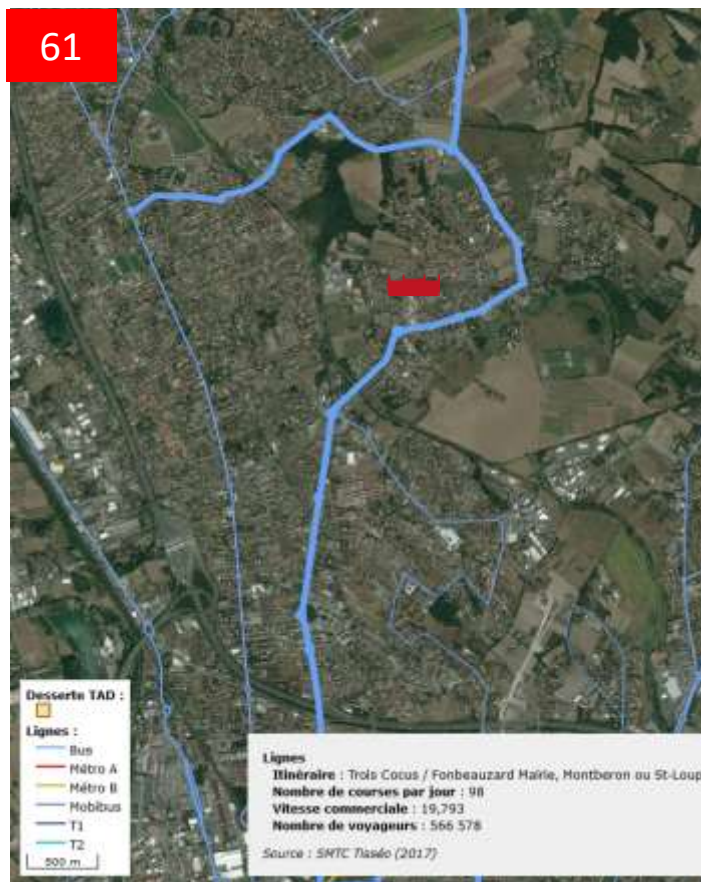 61
Desserte TAD :
Lignes :
Bus
Métro A
Métro B
Mobibus
T1
T2
500 m
Lignes
Itinéraire : Trois Cocus / Fonbeauzard Mairie, Montberon ou St-Loup
Nombre de courses par jour : 98
Vitesse commerciale : 19,793
Nombre de voyageurs : 566 578
Source : SMTC Tisséo (2017)